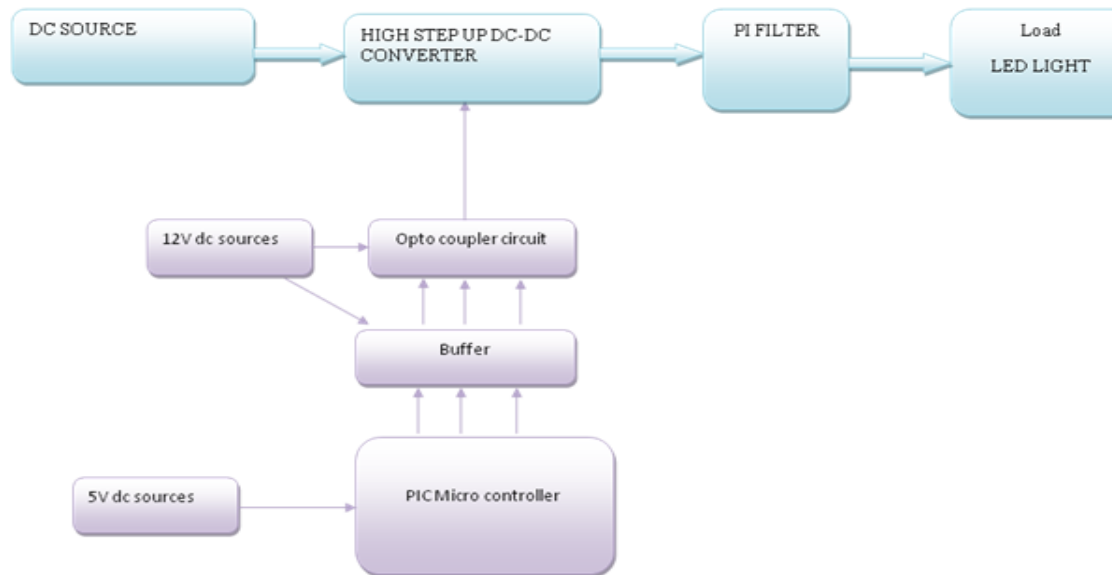 DC SOURCE
HIGH STEP UP DC-DC
CONVERTER
PI FILTER
Load
LED LIGHT
12V dc sources
Opto coupler circuit
Buffer
5V dc sources
PIC Micro controller